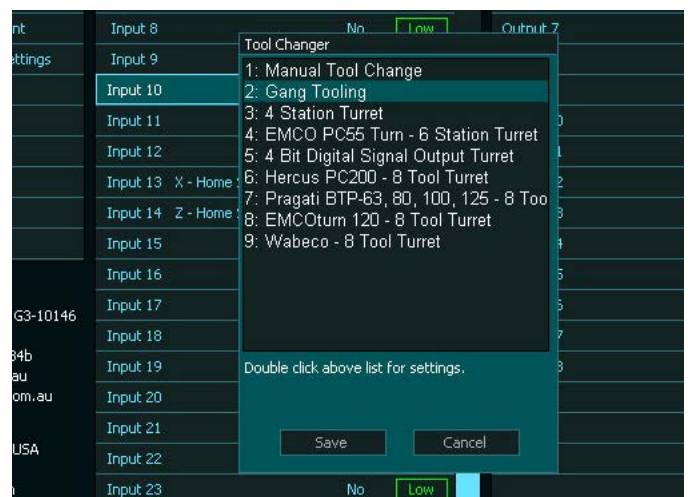 nt
Input 8
No
Low
Output 7
Tool Changer
ettings
Input 9
1: Manual Tool Change
Input 10
2: Gang Tooling
3: 4 Station Turret
Input 11
4: EMCO PC55 Turn - 6 Station Turret
Input 12
5: 4 Bit Digital Signal Output Turret
Input 13 X - Home
6: Hercus PC200 - 8 Tool Turret
7: Pragati BTP-63, 80, 100, 125 - 8 Too
Input 14 Z - Home
8: EMCOturn 120 - 8 Tool Turret
Input 15
9: Wabeco - 8 Tool Turret
Input 16
G3-10146
Input 17
Input 18
34b
Input 19
Double click above list for settings.
au
om.au
Input 20
Input 21
Save
Cancel
USA
Input 22
Input 23
No
Low